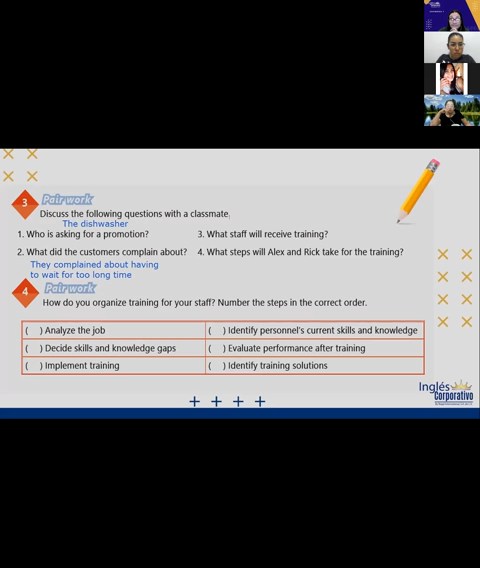 3
Pair work
Discuss the following questions with a classmate.
The dishwasher
1. Who is asking for a promotion?
3. What staff will receive training?
2. What did the customers complain about?
4. What steps will Alex and Rick take for the training?
They complained about having
to wait for too long time
4
Pair work
How do you organize training for your staff? Number the steps in the correct order.
( ) Analyze the job
( ) Identify personnel's current skills and knowledge
( ) Decide skills and knowledge gaps
( ) Evaluate performance after training
( ) Implement training
( ) Identify training solutions
Inglés
Corporativo